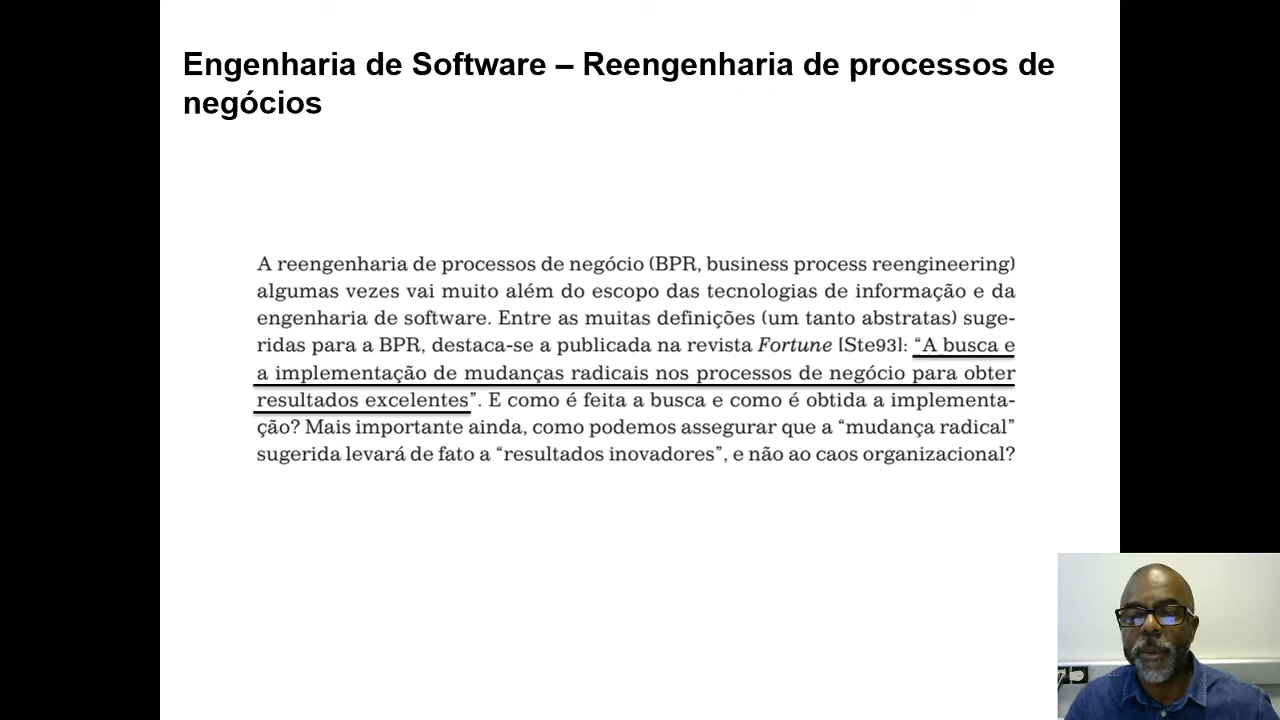 Engenharia de Software – Reengenharia de processos de
negócios
A reengenharia de processos de negócio (BPR, business process reengineering)
algumas vezes vai muito além do escopo das tecnologias de informação e da
engenharia de software. Entre as muitas definições (um tanto abstratas) suge-
ridas para a BPR, destaca-se a publicada na revista Fortune [Ste93]: “A busca e
a implementação de mudanças radicais nos processos de negócio para obter
resultados excelentes”. E como é feita a busca e como é obtida a implementa-
ção? Mais importante ainda, como podemos assegurar que a “mudança radical”
sugerida levará de fato a “resultados inovadores”, e não ao caos organizacional?